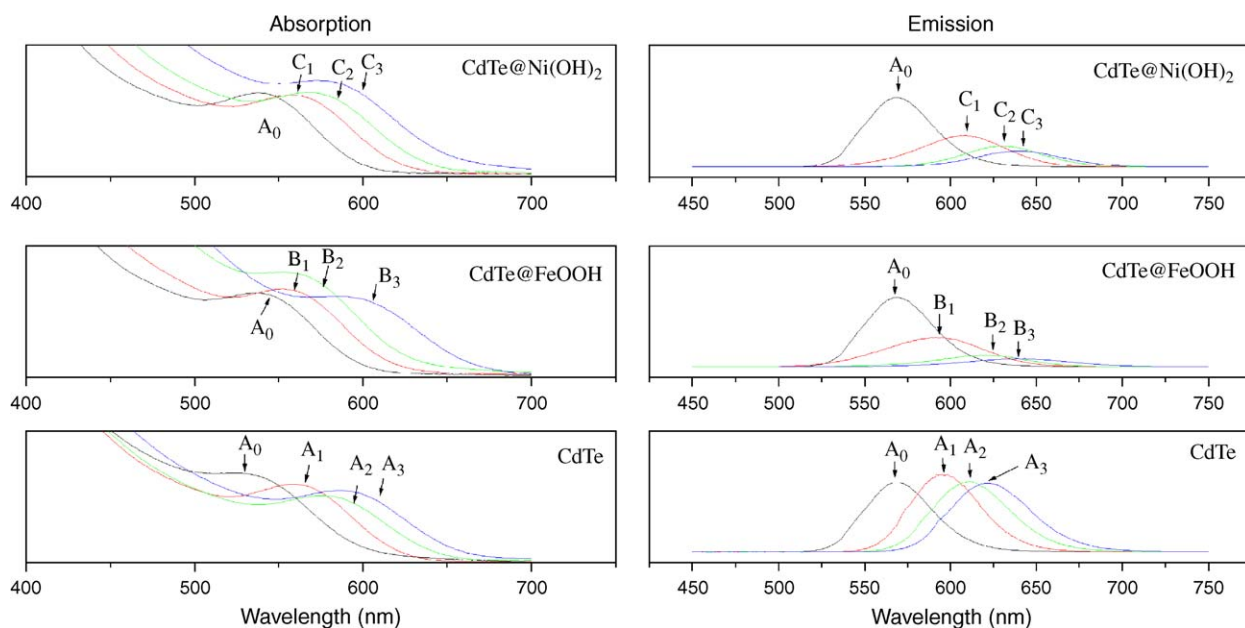 Absorption
C₁ C₂ C₃ CdTe@Ni(OH)₂
A₀
400 500 600 700
B₁ B₂ B₃ CdTe@FeOOH
A₀
400 500 600 700
A₀ A₁ A₂ A₃ CdTe
400 500 600 700
Wavelength (nm)
Emission
A₀ C₁ C₂ C₃ CdTe@Ni(OH)₂
450 500 550 600 650 700 750
A₀ B₁ B₂ B₃ CdTe@FeOOH
450 500 550 600 650 700 750
A₀ A₁ A₂ A₃ CdTe
450 500 550 600 650 700 750
Wavelength (nm)